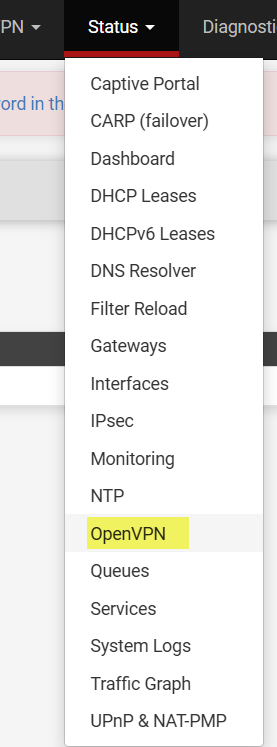 PN
Status
Diagnosti
ord in th
Captive Portal
CARP (failover)
Dashboard
DHCP Leases
DHCPv6 Leases
DNS Resolver
Filter Reload
Gateways
Interfaces
IPsec
Monitoring
NTP
OpenVPN
Queues
Services
System Logs
Traffic Graph
UPnP & NAT-PMP